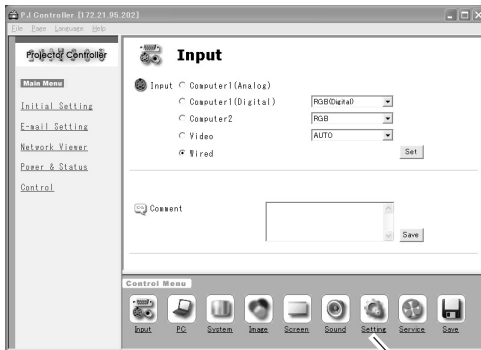 PJ Controller [172.21.95.202]
File Page Language Help
Projector Controller
Main Menu
Initial Setting
E-mail Setting
Network Viewer
Power & Status
Control
Input
Input Computer1(Analog)
Computer1(Digital) RGB(Digital)
Computer2 RGB
Video AUTO
Wired Set
Comment Save
Control Menu
Input PC System Image Screen Sound Setting Service Save